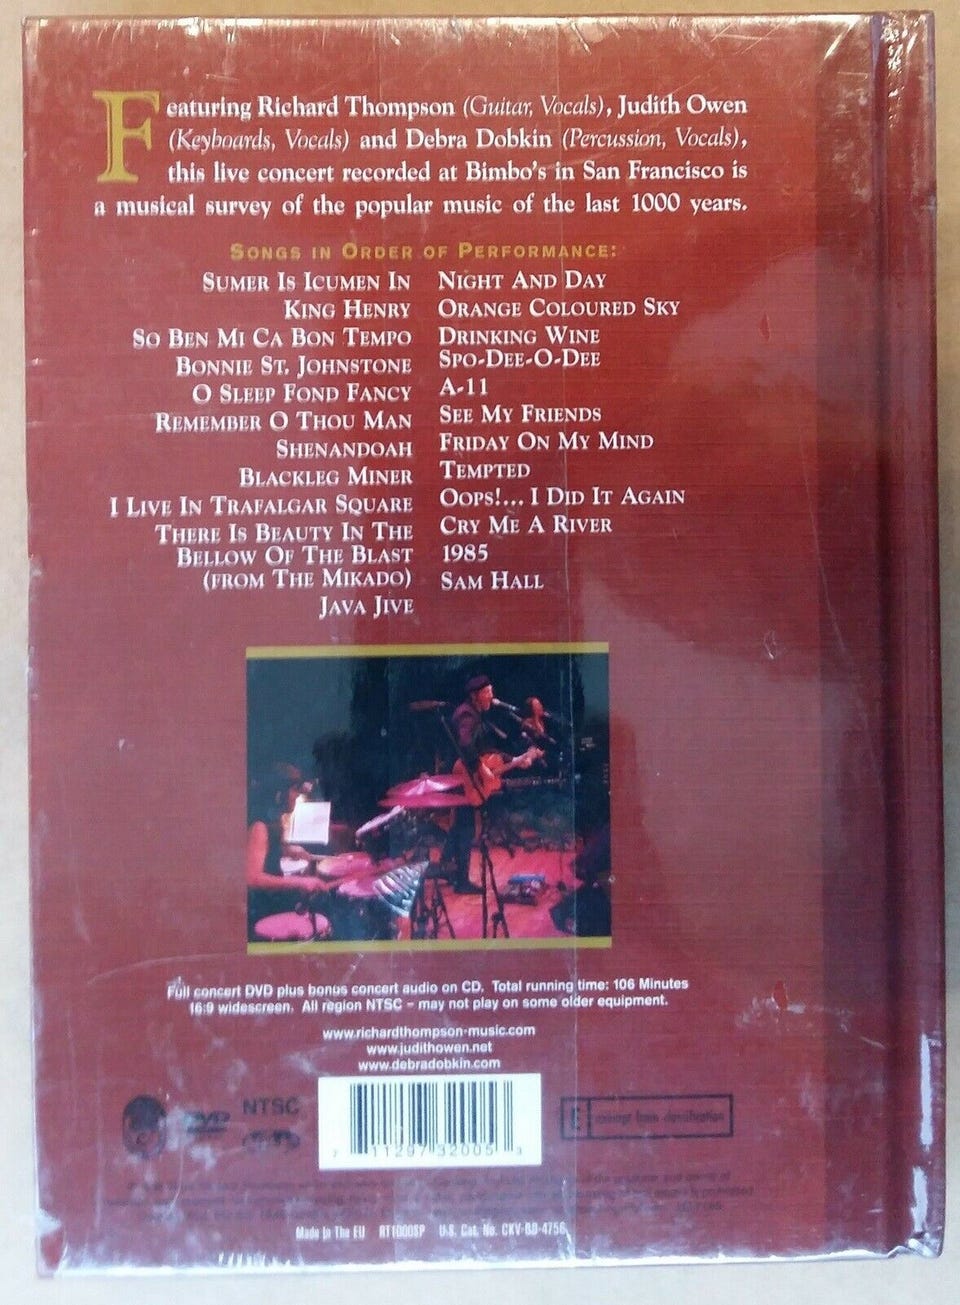 Featuring Richard Thompson (Guitar, Vocals), Judith Owen
(Keyboards, Vocals) and Debra Dobkin (Percussion, Vocals),
this live concert recorded at Bimbo's in San Francisco is
a musical survey of the popular music of the last 1000 years.
Songs in Order of Performance:
Sumer Is Icumen In
King Henry
So Ben Mi Ca Bon Tempo
Bonnie St. Johnstone
O Sleep Fond Fancy
Remember O Thou Man
Shenandoah
Blackleg Miner
I Live In Trafalgar Square
There Is Beauty In The
Bellow Of The Blast
(from The Mikado)
Java Jive
Night And Day
Orange Coloured Sky
Drinking Wine
Spo-Dee-O-Dee
A-11
See My Friends
Friday On My Mind
Tempted
Oops!... I Did It Again
Cry Me A River
1985
Sam Hall
Full concert DVD plus bonus concert audio on CD. Total running time: 106 Minutes
16:9 widescreen. All region NTSC – may not play on some older equipment.
www.richardthompson-music.com
www.judithowen.net
www.debradobkin.com
NTSC
DVD
E exempt from classification
7 11297 32005 3
Made In The EU RT1000SP U.S. Cat. No. CKV-BD-4756